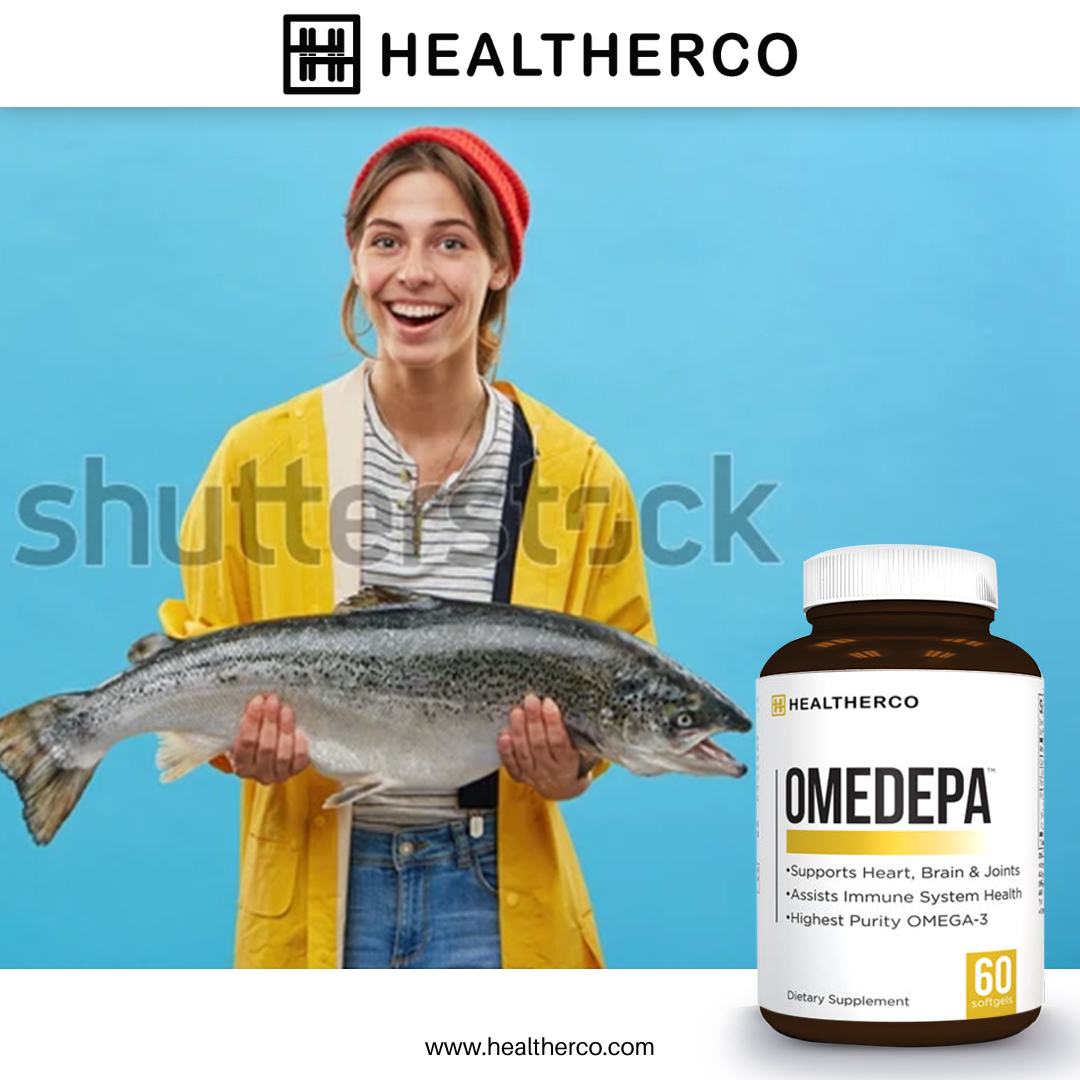 HEALTHERCO
shutterstock
HEALTHERCO
OMEDEPA™
•Supports Heart, Brain & Joints
•Assists Immune System Health
•Highest Purity OMEGA-3
60
softgels
Dietary Supplement
www.healtherco.com